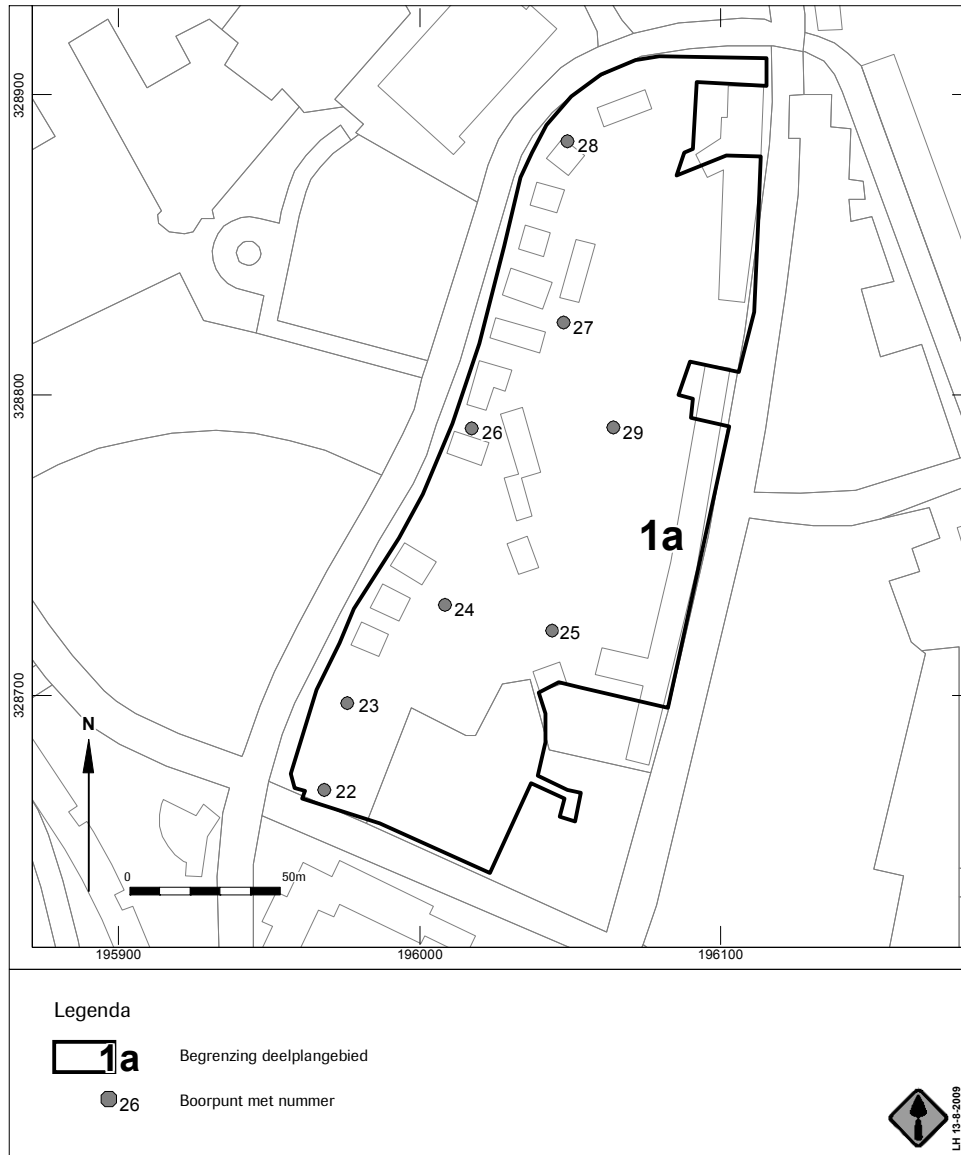 328900
28
27
328800
26
29
1a
24
25
328700
23
N
22
0
50m
195900
196000
196100
Legenda
1a
Begrenzing deelplangebied
26
Boorpunt met nummer
LH 13-8-2009